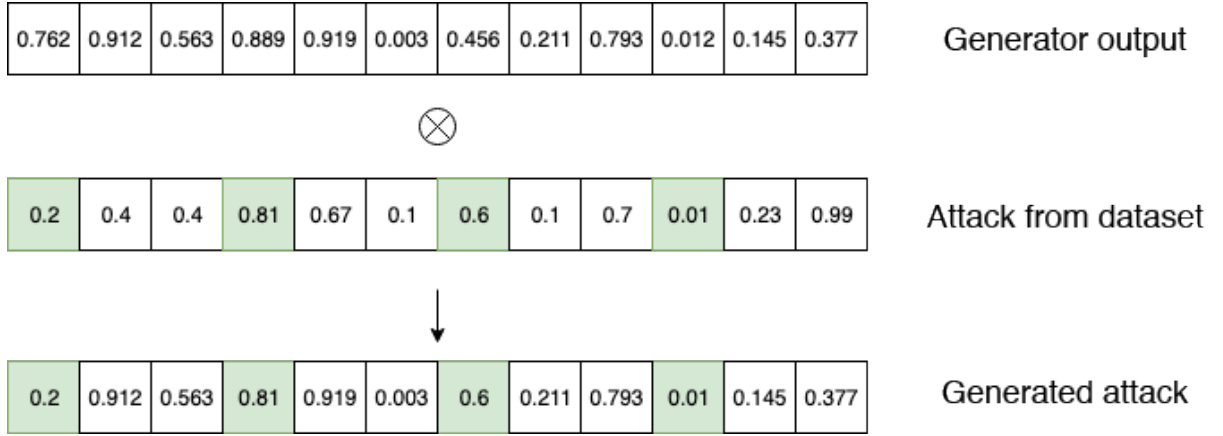 0.762 0.912 0.563 0.889 0.919 0.003 0.456 0.211 0.793 0.012 0.145 0.377 Generator output
0.2 0.4 0.4 0.81 0.67 0.1 0.6 0.1 0.7 0.01 0.23 0.99 Attack from dataset
0.2 0.912 0.563 0.81 0.919 0.003 0.6 0.211 0.793 0.01 0.145 0.377 Generated attack